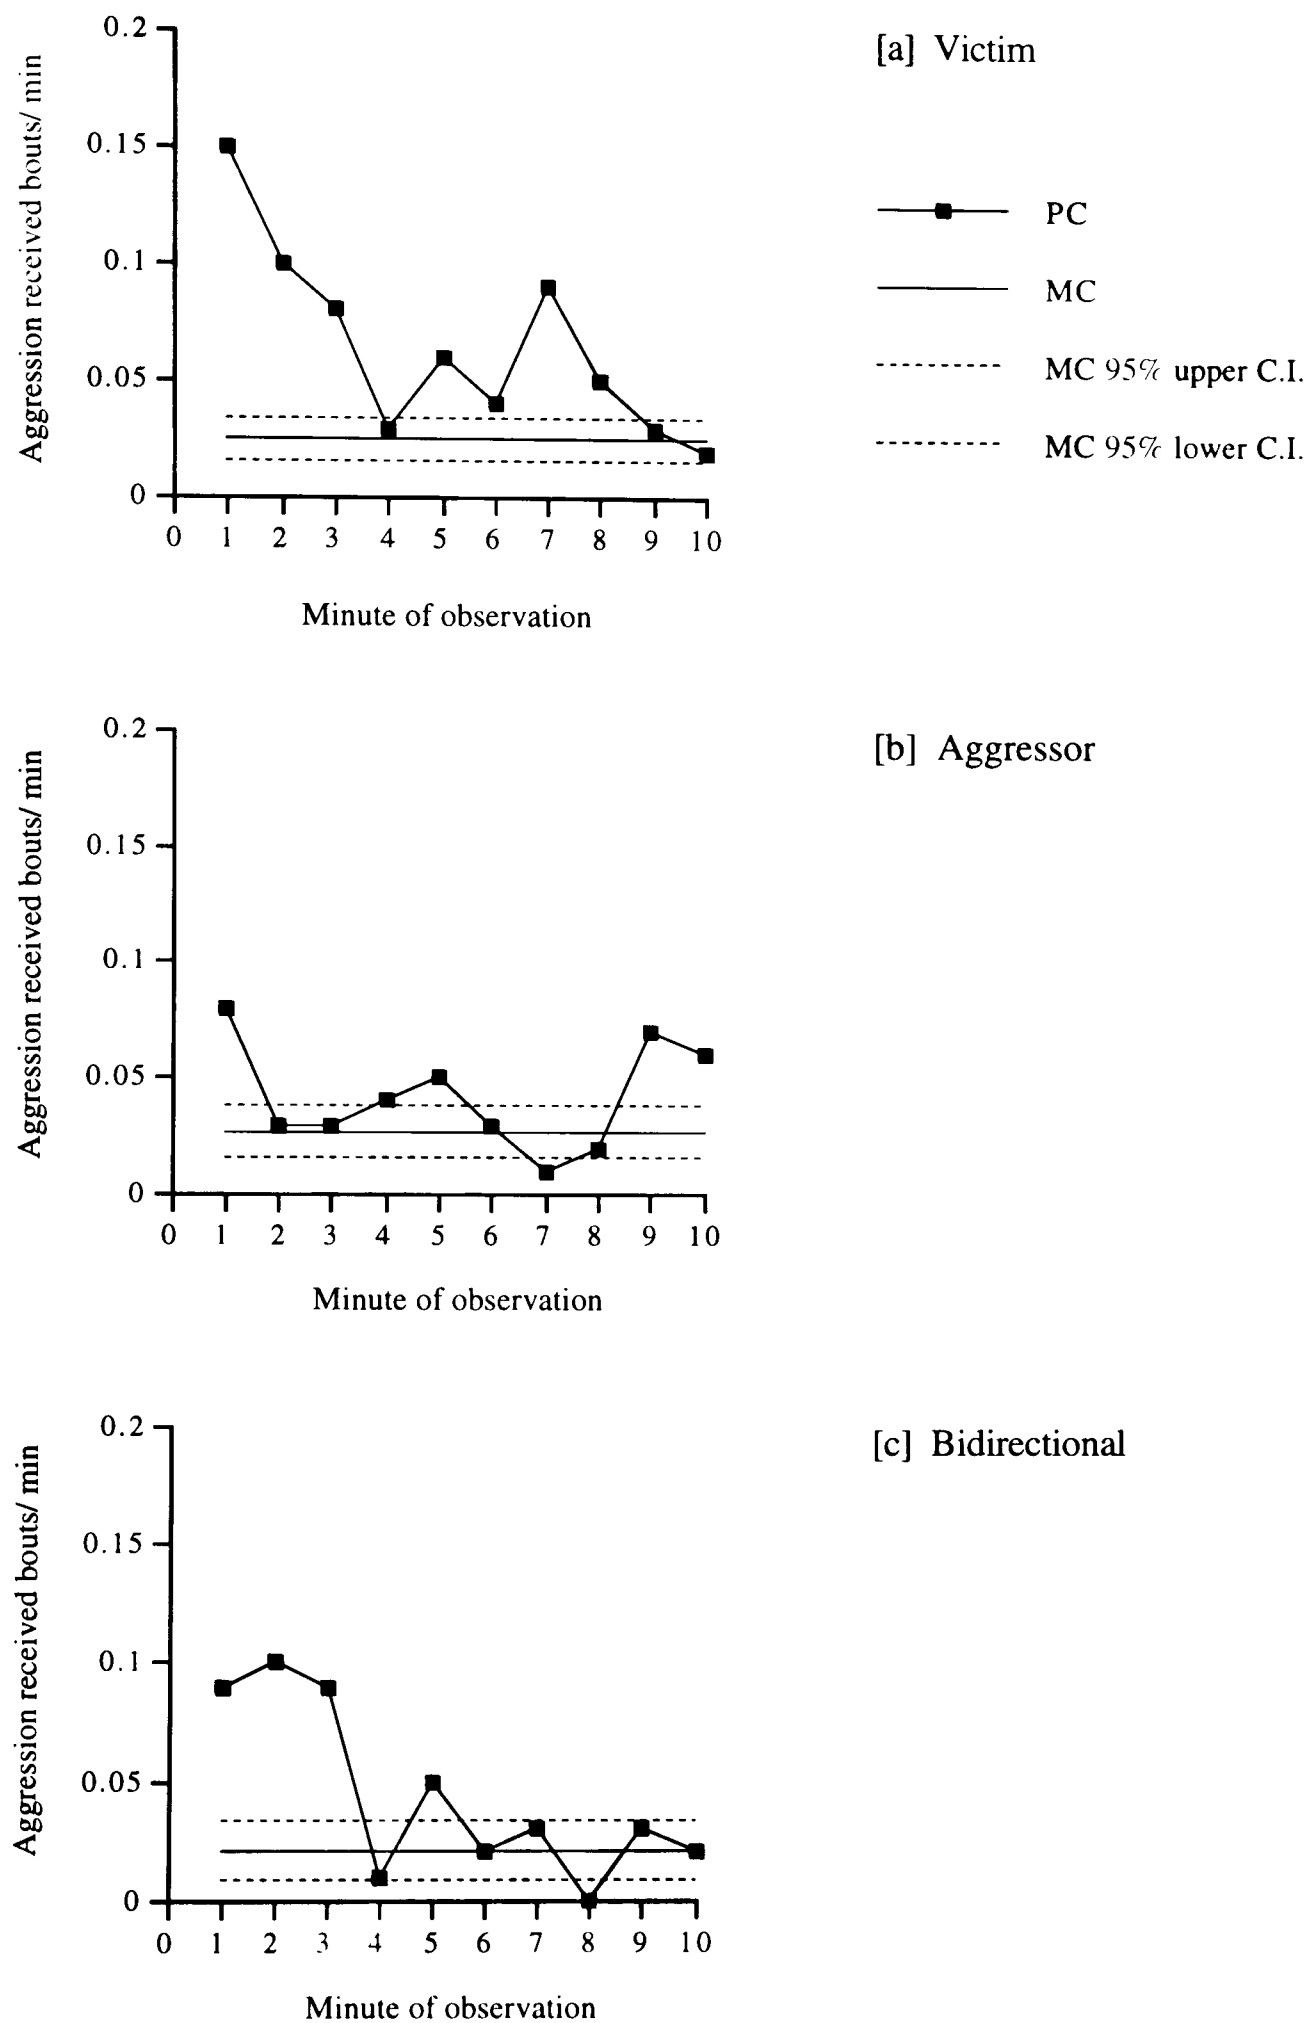 [a] Victim
Aggression received bouts/ min
0.2
0.15
0.1
0.05
0
0 1 2 3 4 5 6 7 8 9 10
Minute of observation
PC
MC
MC 95% upper C.I.
MC 95% lower C.I.
[b] Aggressor
Aggression received bouts/ min
0.2
0.15
0.1
0.05
0
0 1 2 3 4 5 6 7 8 9 10
Minute of observation
[c] Bidirectional
Aggression received bouts/ min
0.2
0.15
0.1
0.05
0
0 1 2 3 4 5 6 7 8 9 10
Minute of observation